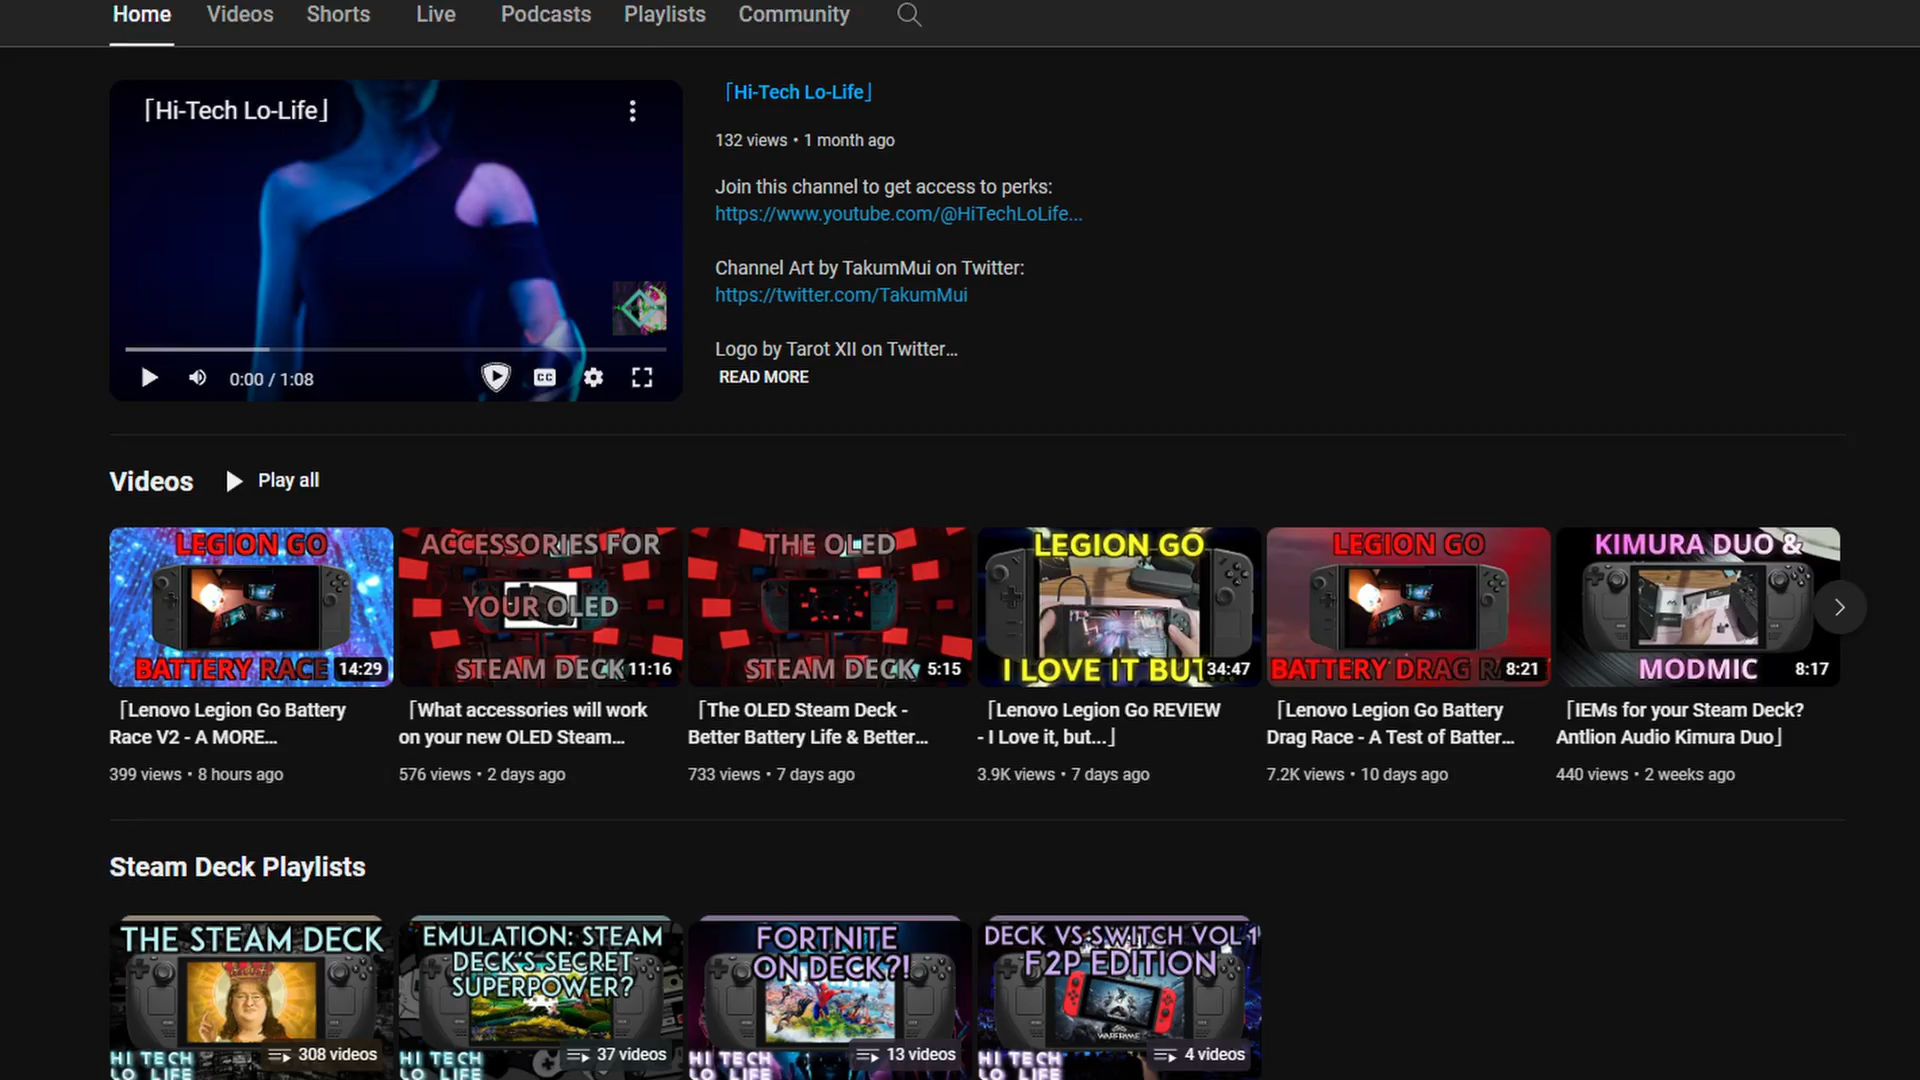 Home Videos Shorts Live Podcasts Playlists Community
「Hi-Tech Lo-Life」
0:00 / 1:08
CC
「Hi-Tech Lo-Life」
132 views • 1 month ago
Join this channel to get access to perks:
https://www.youtube.com/@HiTechLoLife...
Channel Art by TakumMui on Twitter:
https://twitter.com/TakumMui
Logo by Tarot XII on Twitter...
READ MORE
Videos Play all
LEGION GO
BATTERY RACE 14:29
「Lenovo Legion Go Battery
Race V2 - A MORE...
399 views • 8 hours ago
ACCESSORIES FOR
YOUR OLED
STEAM DECK 11:16
「What accessories will work
on your new OLED Steam...
576 views • 2 days ago
THE OLED
STEAM DECK 5:15
「The OLED Steam Deck -
Better Battery Life & Better...
733 views • 7 days ago
LEGION GO
I LOVE IT BUT 34:47
「Lenovo Legion Go REVIEW
- I Love it, but...」
3.9K views • 7 days ago
LEGION GO
BATTERY DRAG 8:21
「Lenovo Legion Go Battery
Drag Race - A Test of Batter...
7.2K views • 10 days ago
KIMURA DUO &
MODMIC 8:17
「IEMs for your Steam Deck?
Antlion Audio Kimura Duo」
440 views • 2 weeks ago
Steam Deck Playlists
THE STEAM DECK
308 videos
HI TECH
LO LIFE
EMULATION: STEAM
DECK'S SECRET
SUPERPOWER?
37 videos
HI TECH
LO LIFE
FORTNITE
ON DECK?!
13 videos
HI TECH
LO LIFE
DECK VS SWITCH VOL 1
F2P EDITION
WARFRAME
4 videos
HI TECH
LO LIFE